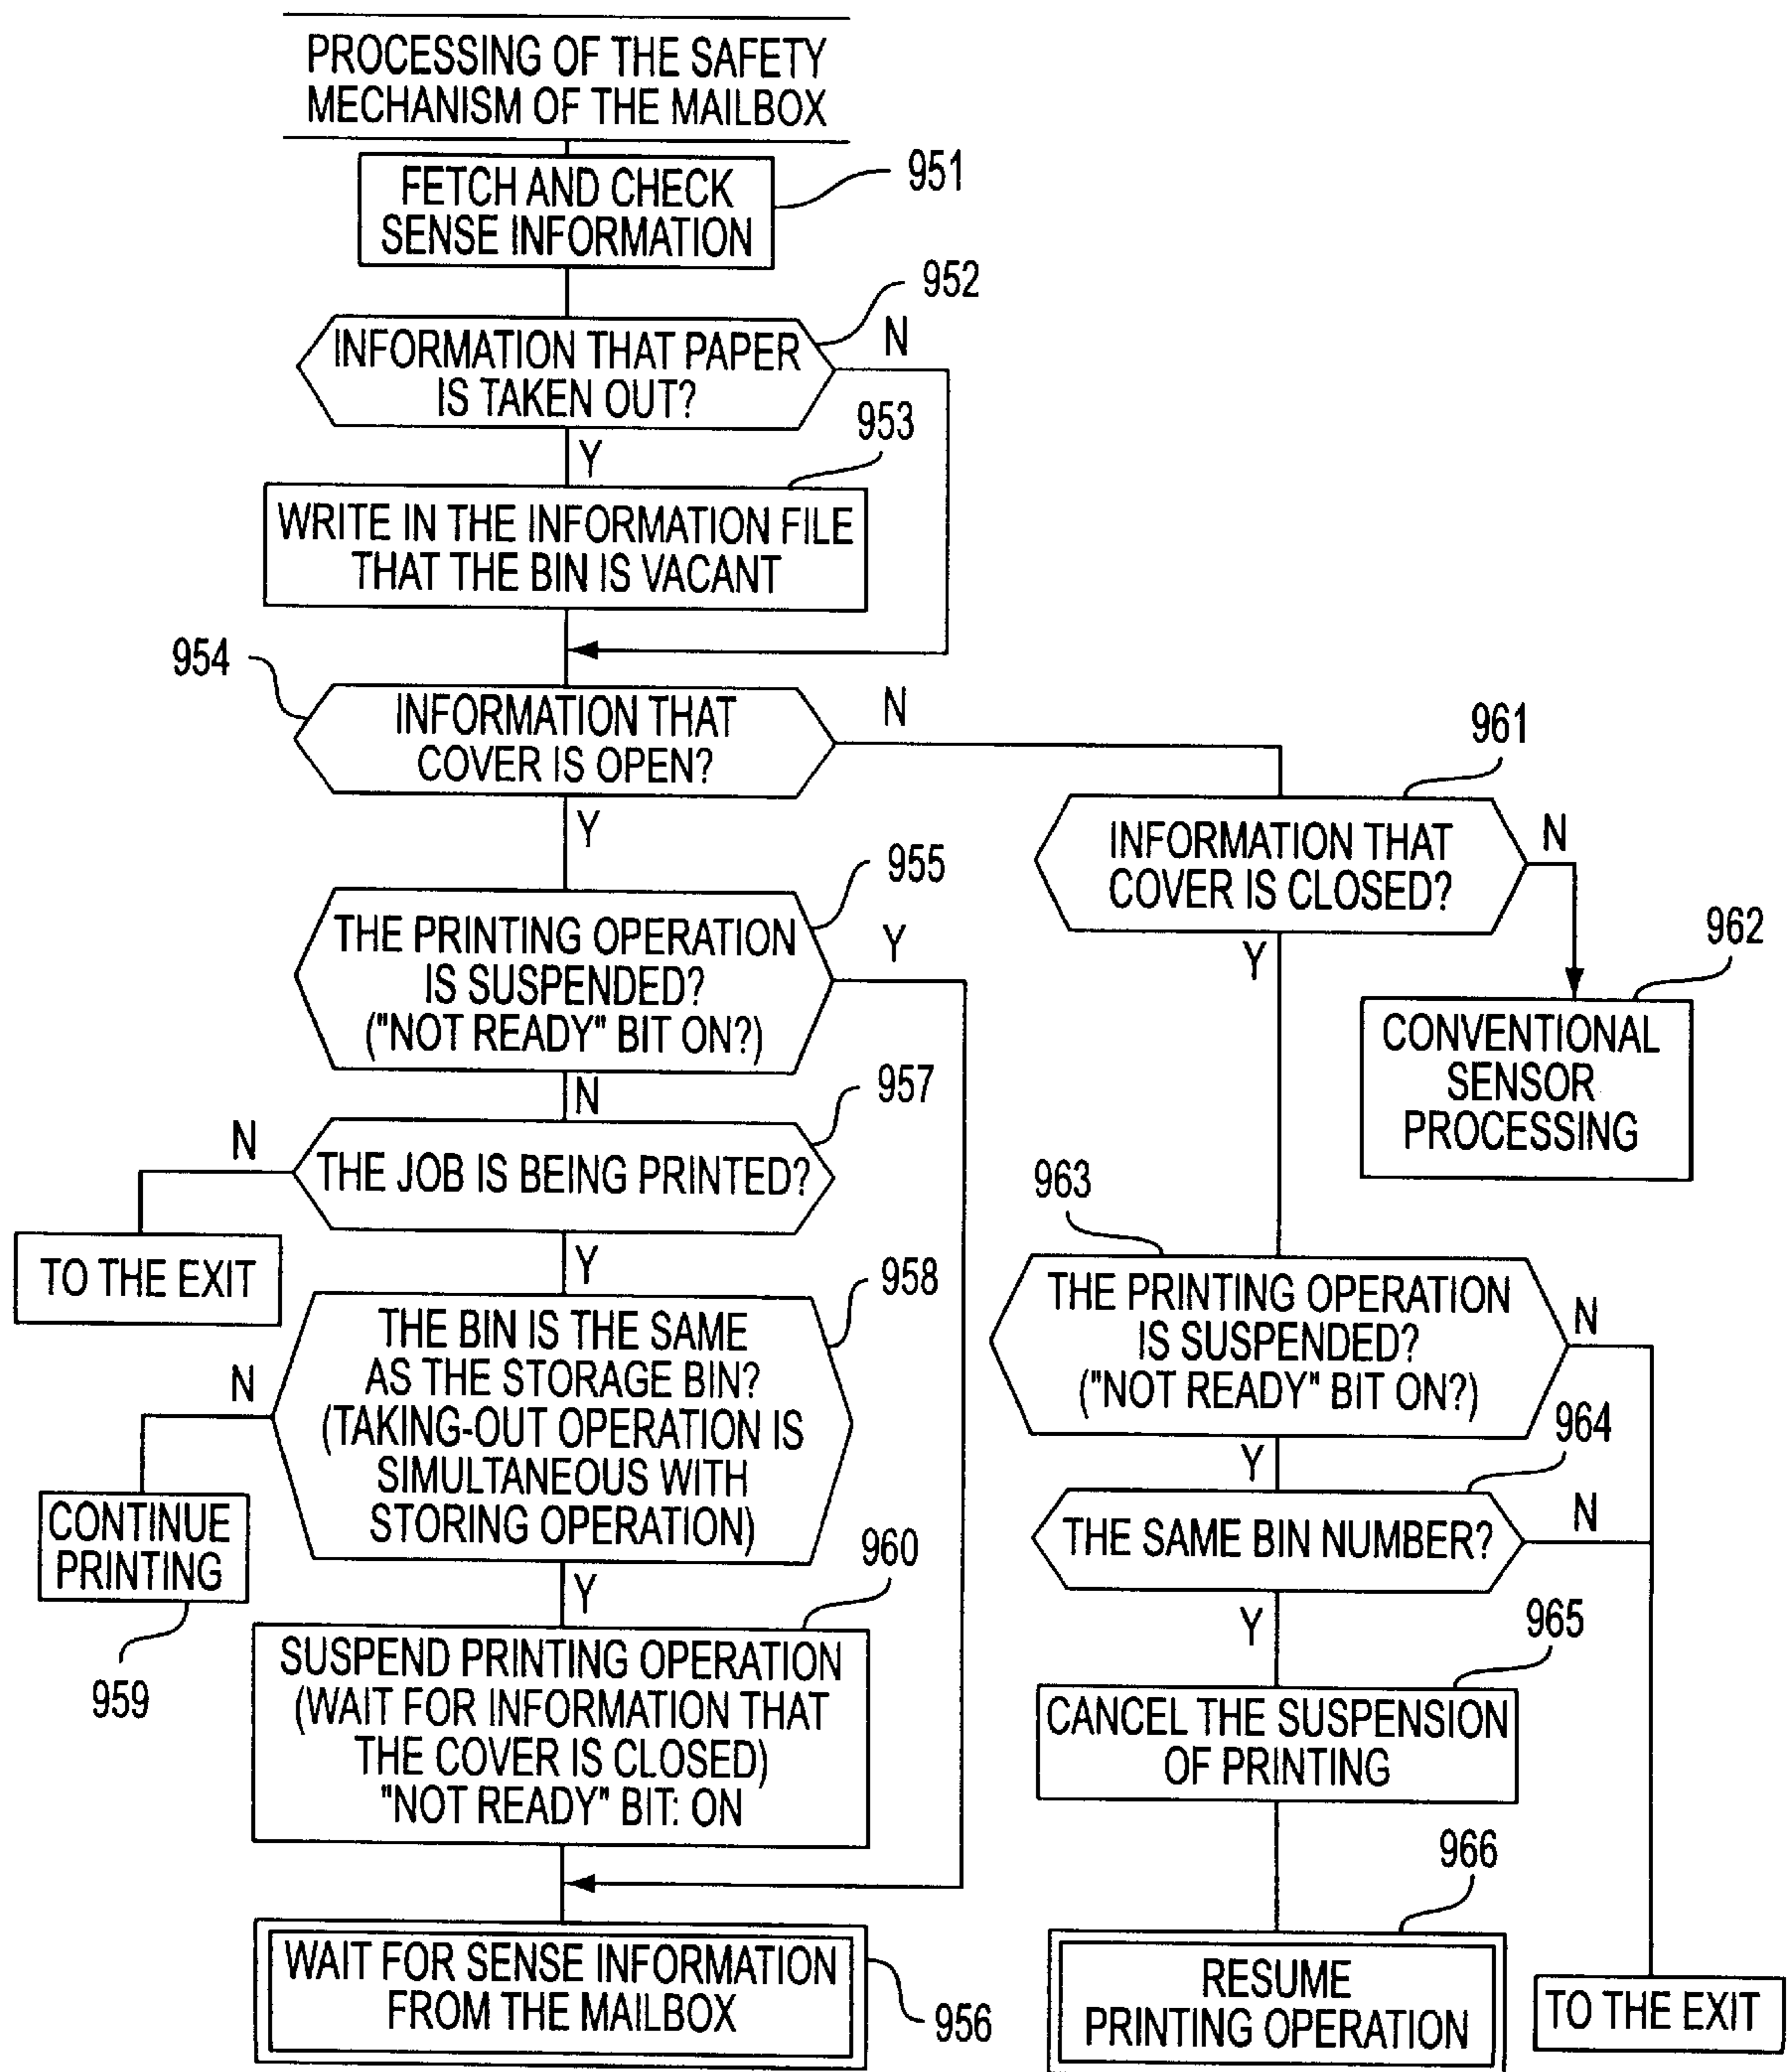 PROCESSING OF THE SAFETY
MECHANISM OF THE MAILBOX
FETCH AND CHECK
SENSE INFORMATION
951
INFORMATION THAT PAPER
IS TAKEN OUT?
952
N
Y
953
WRITE IN THE INFORMATION FILE
THAT THE BIN IS VACANT
954
INFORMATION THAT
COVER IS OPEN?
N
Y
955
THE PRINTING OPERATION
IS SUSPENDED?
("NOT READY" BIT ON?)
Y
N
957
THE JOB IS BEING PRINTED?
N
TO THE EXIT
Y
958
THE BIN IS THE SAME
AS THE STORAGE BIN?
(TAKING-OUT OPERATION IS
SIMULTANEOUS WITH
STORING OPERATION)
N
CONTINUE
PRINTING
959
Y
960
SUSPEND PRINTING OPERATION
(WAIT FOR INFORMATION THAT
THE COVER IS CLOSED)
"NOT READY" BIT: ON
WAIT FOR SENSE INFORMATION
FROM THE MAILBOX
956
961
INFORMATION THAT
COVER IS CLOSED?
N
Y
962
CONVENTIONAL
SENSOR
PROCESSING
963
THE PRINTING OPERATION
IS SUSPENDED?
("NOT READY" BIT ON?)
N
Y
964
THE SAME BIN NUMBER?
N
Y
965
CANCEL THE SUSPENSION
OF PRINTING
966
RESUME
PRINTING OPERATION
TO THE EXIT